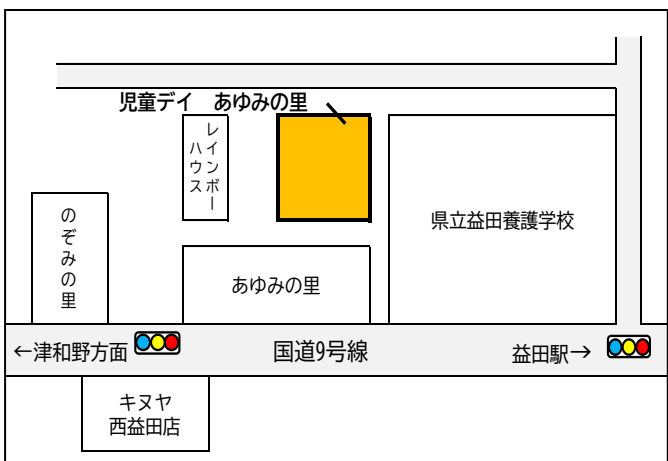 児童デイ　あゆみの里
レインボー
ハウス
県立益田養護学校
のぞみの里
あゆみの里
←津和野方面
国道9号線
益田駅→
キヌヤ
西益田店